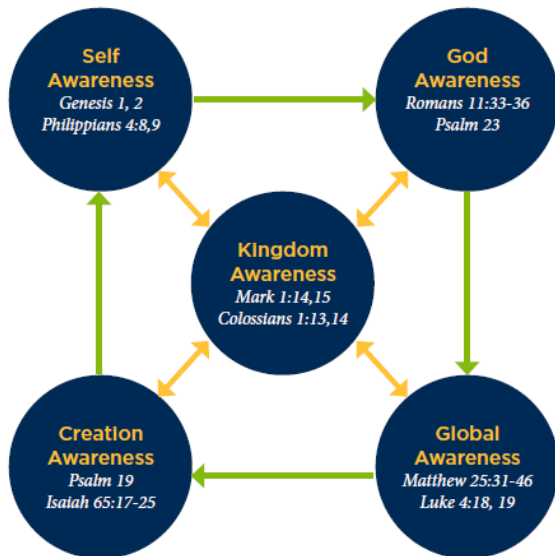 Self
Awareness
Genesis 1, 2
Philippians 4:8,9
God
Awareness
Romans 11:33-36
Psalm 23
Kingdom
Awareness
Mark 1:14,15
Colossians 1:13,14
Creation
Awareness
Psalm 19
Isaiah 65:17-25
Global
Awareness
Matthew 25:31-46
Luke 4:18, 19